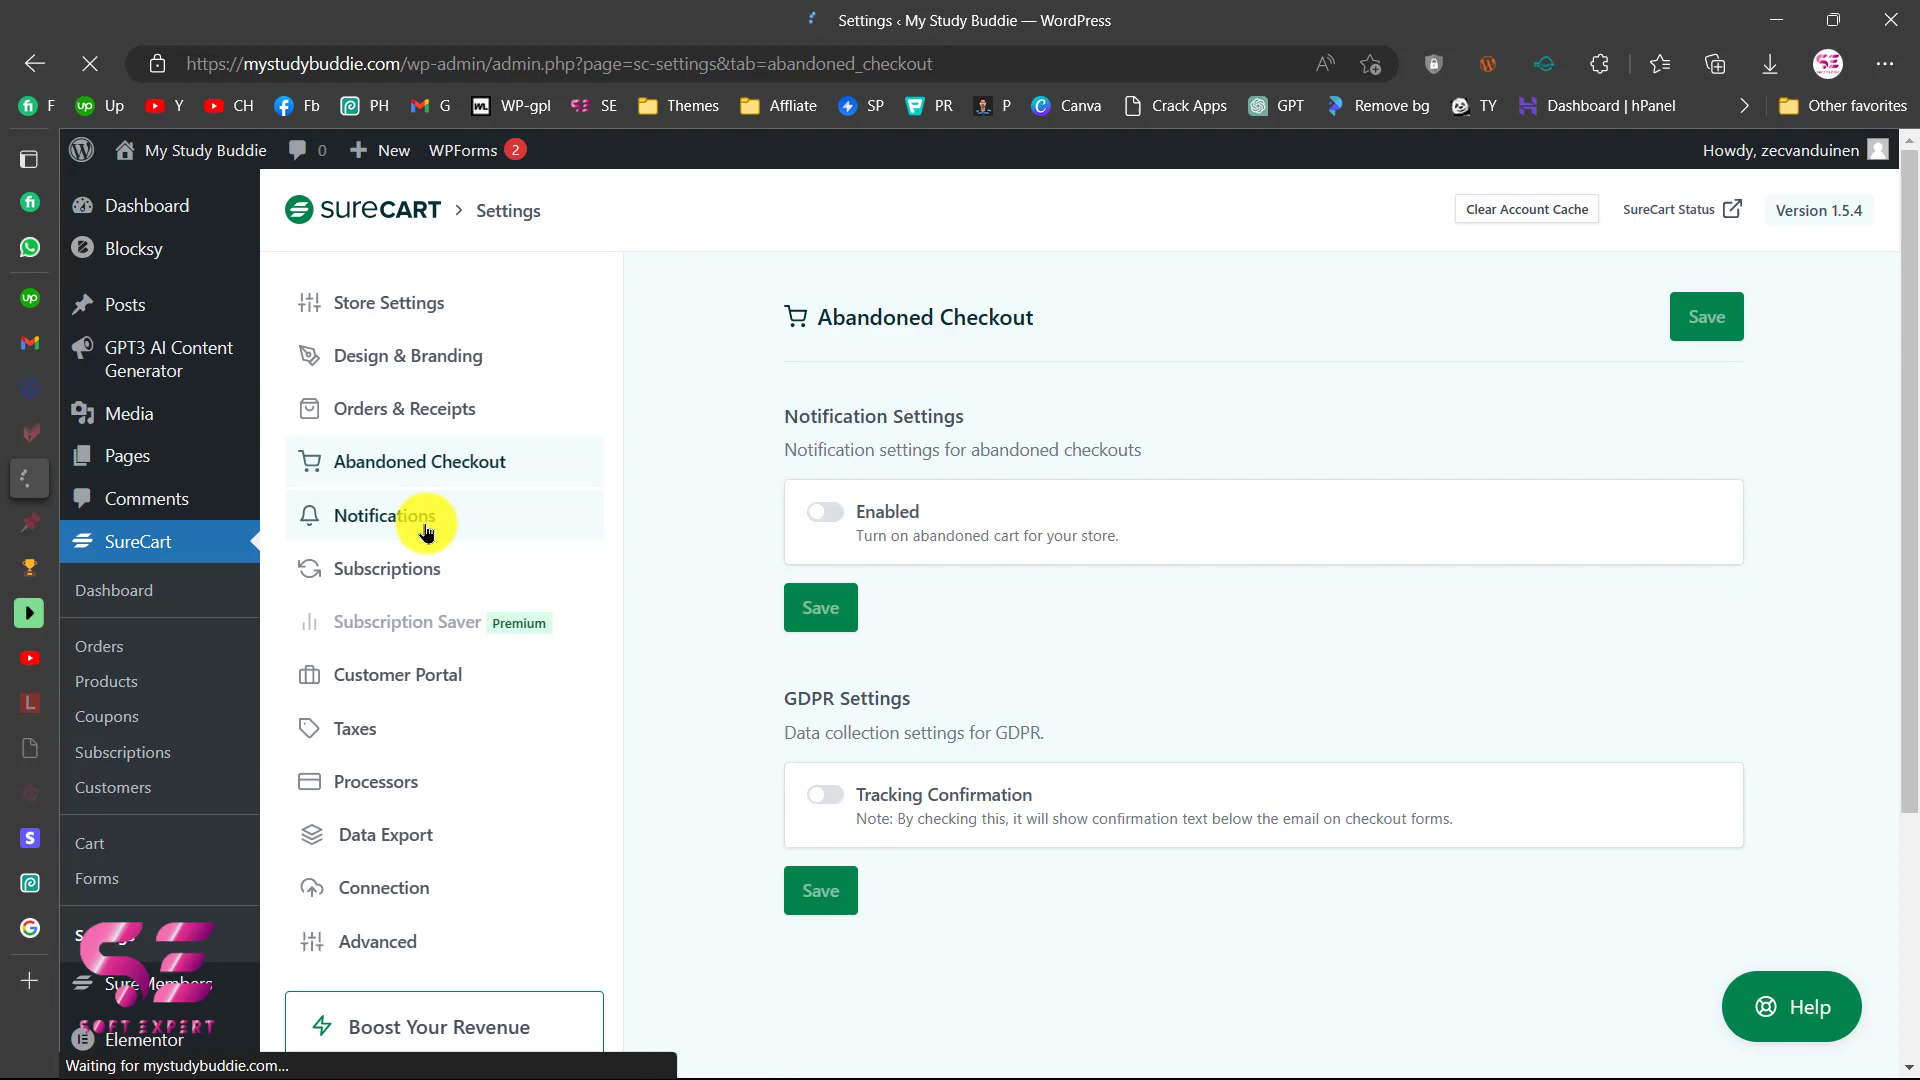 Settings ‹ My Study Buddie — WordPress
https://mystudybuddie.com/wp-admin/admin.php?page=sc-settings&tab=abandoned_checkout
F Up Y CH Fb PH G WP-gpl SE Themes Affliate SP PR P Canva Crack Apps GPT Remove bg TY Dashboard | hPanel Other favorites
My Study Buddie 0 New WPForms 2 Howdy, zecvanduinen
Dashboard
Blocksy
Posts
GPT3 AI Content
Generator
Media
Pages
Comments
SureCart
Dashboard
Orders
Products
Coupons
Subscriptions
Customers
Cart
Forms
SureMembers
SOFT EXPERT
Elementor
SURECART > Settings
Clear Account Cache SureCart Status Version 1.5.4
Store Settings
Design & Branding
Orders & Receipts
Abandoned Checkout
Notifications
Subscriptions
Subscription Saver Premium
Customer Portal
Taxes
Processors
Data Export
Connection
Advanced
Boost Your Revenue
Abandoned Checkout Save
Notification Settings
Notification settings for abandoned checkouts
Enabled
Turn on abandoned cart for your store.
Save
GDPR Settings
Data collection settings for GDPR.
Tracking Confirmation
Note: By checking this, it will show confirmation text below the email on checkout forms.
Save
Help
Waiting for mystudybuddie.com...